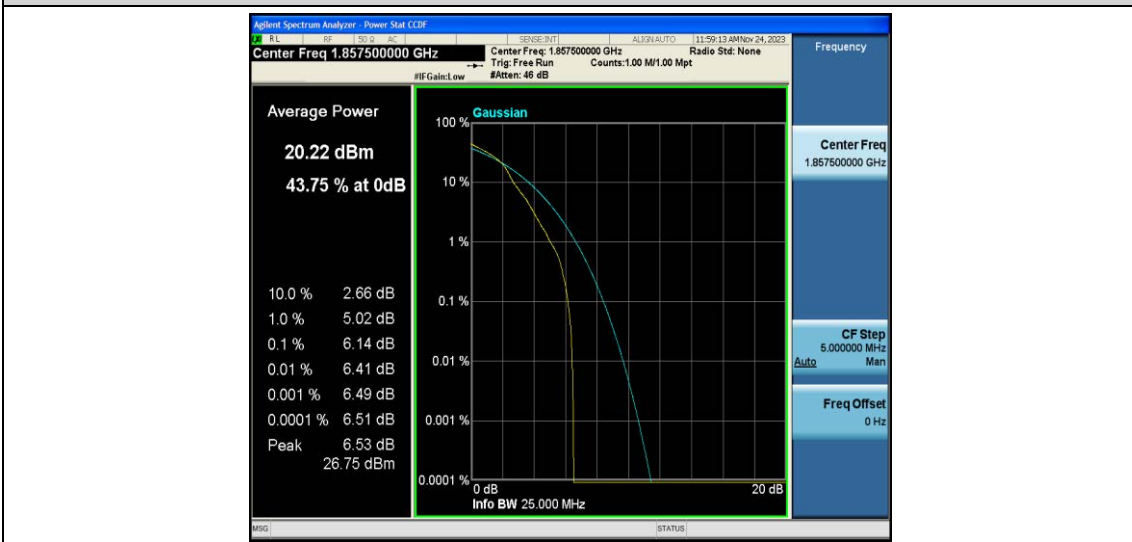 Agilent Spectrum Analyzer - Power Stat CCDF
RL RF 50 Ω AC SENSE:INT ALIGN AUTO 11:59:13 AM Nov 24, 2023
Center Freq 1.857500000 GHz
Center Freq: 1.857500000 GHz Radio Std: None
Trig: Free Run Counts:1.00 M/1.00 Mpt
#IFGain:Low #Atten: 46 dB
Frequency
Average Power
20.22 dBm
43.75 % at 0dB
10.0 % 2.66 dB
1.0 % 5.02 dB
0.1 % 6.14 dB
0.01 % 6.41 dB
0.001 % 6.49 dB
0.0001 % 6.51 dB
Peak 6.53 dB
26.75 dBm
Gaussian
100 %
10 %
1 %
0.1 %
0.01 %
0.001 %
0.0001 %
0 dB 20 dB
Info BW 25.000 MHz
Center Freq
1.857500000 GHz
CF Step
5.000000 MHz
Auto Man
Freq Offset
0 Hz
MSG STATUS